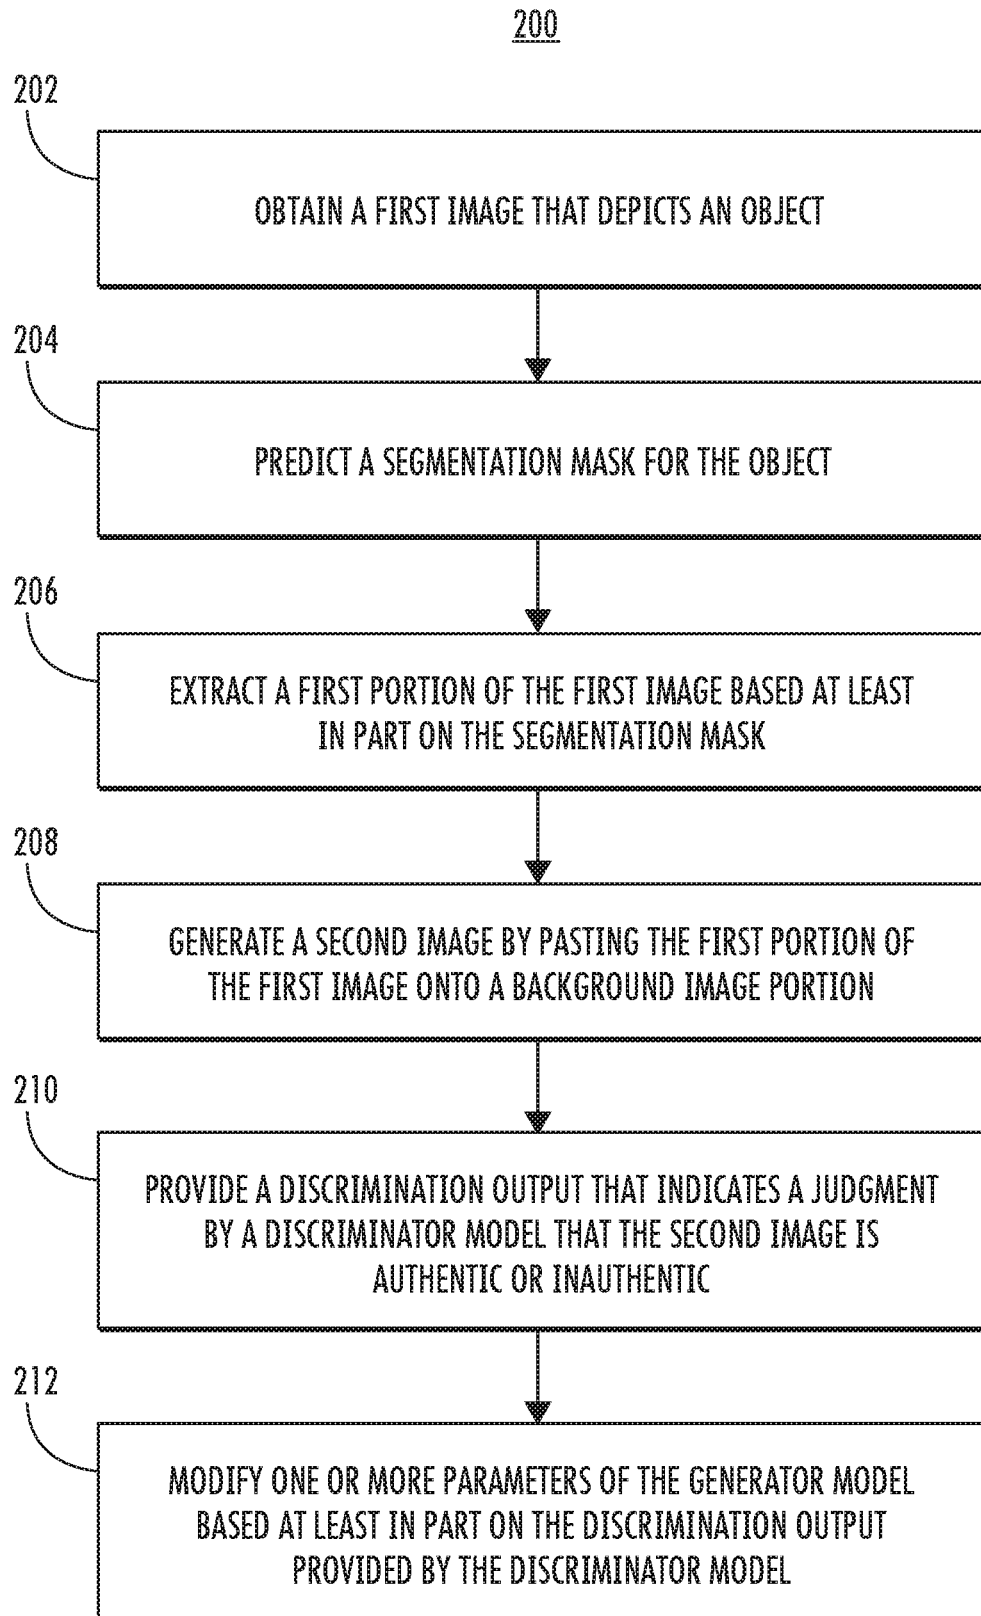 200
202
OBTAIN A FIRST IMAGE THAT DEPICTS AN OBJECT
204
PREDICT A SEGMENTATION MASK FOR THE OBJECT
206
EXTRACT A FIRST PORTION OF THE FIRST IMAGE BASED AT LEAST
IN PART ON THE SEGMENTATION MASK
208
GENERATE A SECOND IMAGE BY PASTING THE FIRST PORTION OF
THE FIRST IMAGE ONTO A BACKGROUND IMAGE PORTION
210
PROVIDE A DISCRIMINATION OUTPUT THAT INDICATES A JUDGMENT
BY A DISCRIMINATOR MODEL THAT THE SECOND IMAGE IS
AUTHENTIC OR INAUTHENTIC
212
MODIFY ONE OR MORE PARAMETERS OF THE GENERATOR MODEL
BASED AT LEAST IN PART ON THE DISCRIMINATION OUTPUT
PROVIDED BY THE DISCRIMINATOR MODEL